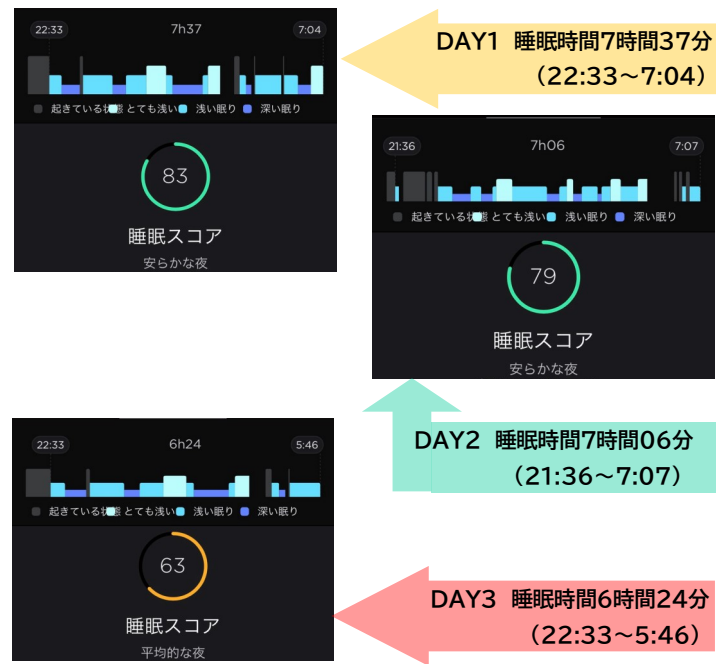 22:33 7h37 7:04
起きている状態 とても浅い 浅い眠り 深い眠り
83
睡眠スコア
安らかな夜
DAY1 睡眠時間7時間37分
（22:33～7:04）
21:36 7h06 7:07
起きている状態 とても浅い 浅い眠り 深い眠り
79
睡眠スコア
安らかな夜
DAY2 睡眠時間7時間06分
（21:36～7:07）
22:33 6h24 5:46
起きている状態 とても浅い 浅い眠り 深い眠り
63
睡眠スコア
平均的な夜
DAY3 睡眠時間6時間24分
（22:33～5:46）